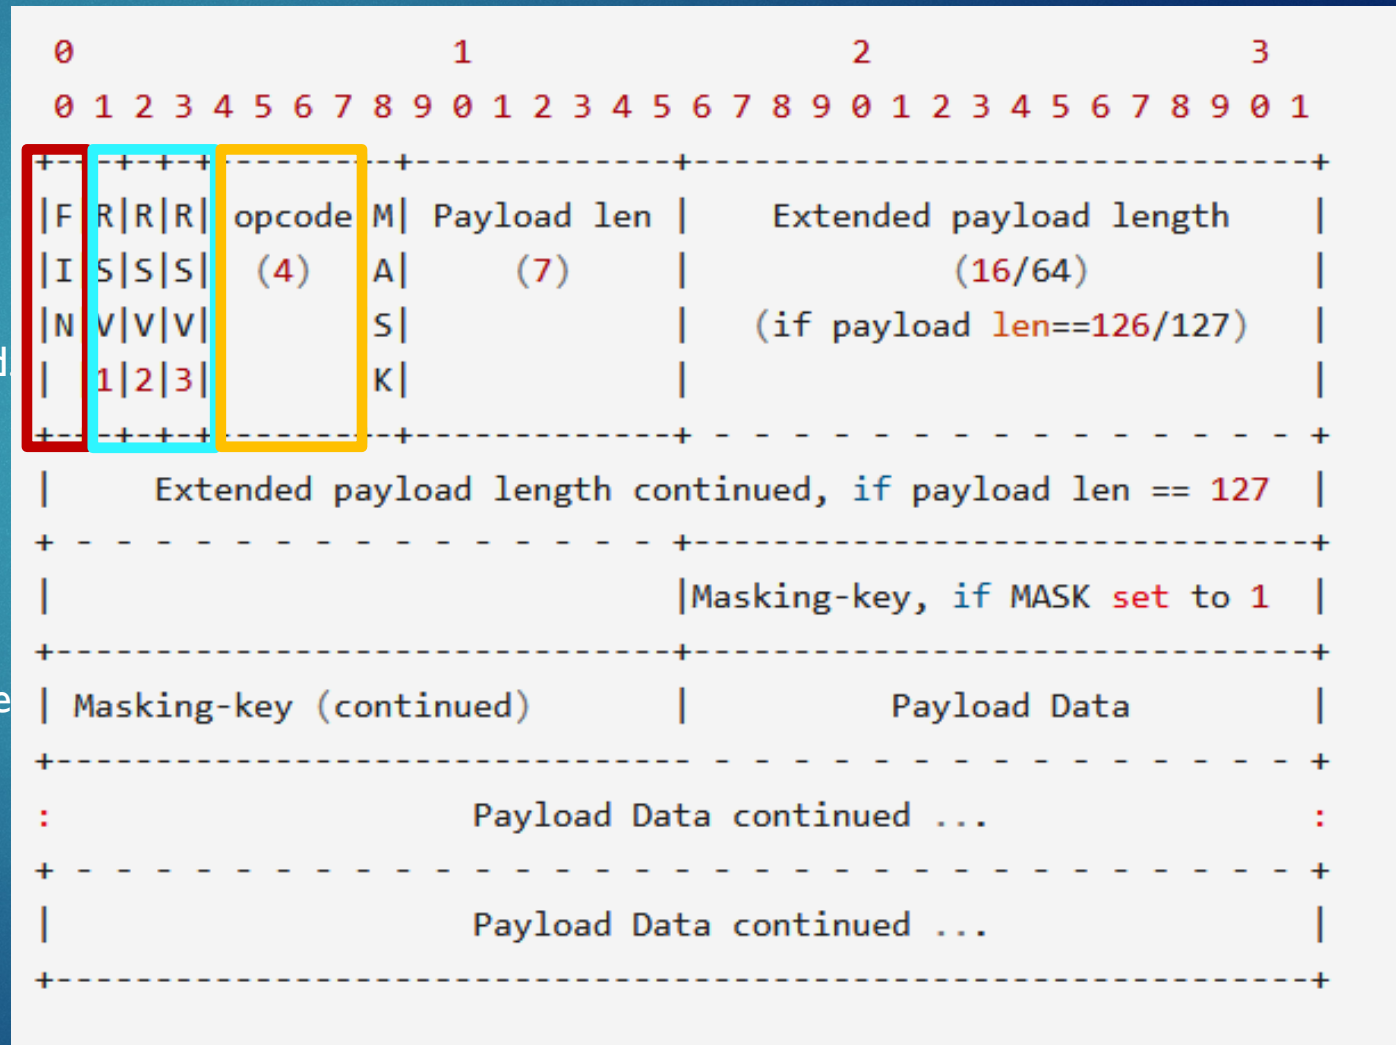 0                   1                   2                   3
0 1 2 3 4 5 6 7 8 9 0 1 2 3 4 5 6 7 8 9 0 1 2 3 4 5 6 7 8 9 0 1
+---+-+-+---------+-------------+-------------------------------+
|F R|R|R| opcode M| Payload len |    Extended payload length    |
|I S|S|S|  (4)   A|     (7)     |             (16/64)           |
|N V|V|V|        S|             |   (if payload len==126/127)   |
|  1|2|3|        K|             |                               |
+---+-+-+---------+-------------+ - - - - - - - - - - - - - - - +
|     Extended payload length continued, if payload len == 127  |
+ - - - - - - - - - - - - - - - +-------------------------------+
|                               |Masking-key, if MASK set to 1  |
+-------------------------------+-------------------------------+
| Masking-key (continued)       |          Payload Data         |
+-------------------------------- - - - - - - - - - - - - - - - +
:                     Payload Data continued ...                :
+ - - - - - - - - - - - - - - - - - - - - - - - - - - - - - - - +
|                     Payload Data continued ...                |
+---------------------------------------------------------------+